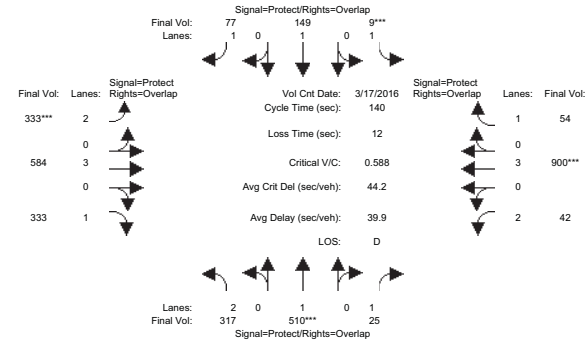 Signal=Protect/Rights=Overlap
Final Vol: 77 149 9***
Lanes: 1 0 1 0 1
Signal=Protect Signal=Protect
Final Vol: Lanes: Rights=Overlap Vol Cnt Date: 3/17/2016 Rights=Overlap Lanes: Final Vol:
Cycle Time (sec): 140
333*** 2 1 54
Loss Time (sec): 12
0 0
584 3 Critical V/C: 0.588 3 900***
0 Avg Crit Del (sec/veh): 44.2 0
333 1 Avg Delay (sec/veh): 39.9 2 42
LOS: D
Lanes: 2 0 1 0 1
Final Vol: 317 510*** 25
Signal=Protect/Rights=Overlap